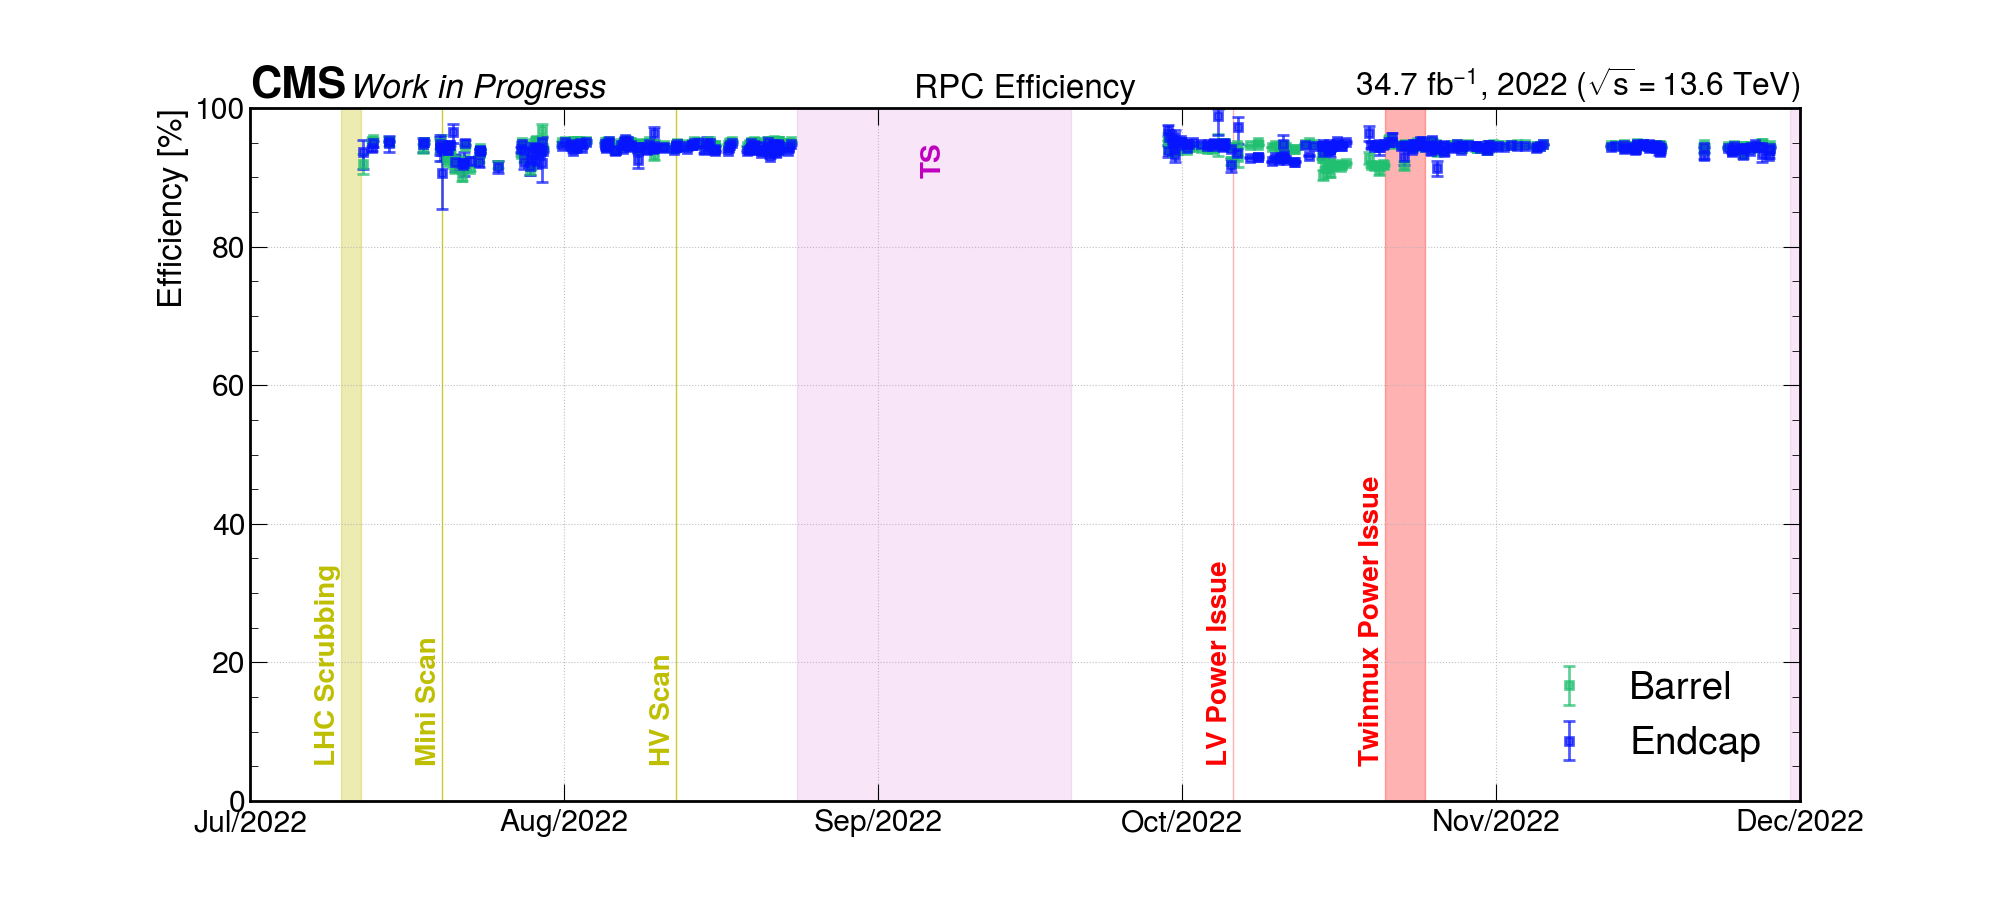 CMS Work in Progress
RPC Efficiency
34.7 fb⁻¹, 2022 (√s = 13.6 TeV)
Efficiency [%]
100
80
60
40
20
0
Jul/2022
Aug/2022
Sep/2022
Oct/2022
Nov/2022
Dec/2022
LHC Scrubbing
Mini Scan
HV Scan
TS
LV Power Issue
Twinmux Power Issue
Barrel
Endcap